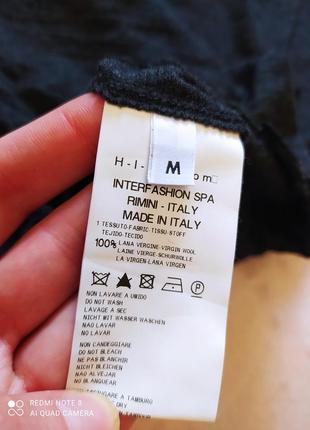 M
H-I-
INTERFASHION SPA
RIMINI - ITALY
MADE IN ITALY
1 TESSUTO-FABRIC-TISSU-STOFF
TEJIDO-TECIDO
100% LANA VERGINE-VIRGIN WOOL
LAINE VIERGE-SCHURWOLLE
LA VIRGEN-LANA VIRGEN
P
NON LAVARE A UMIDO
DO NOT WASH
LAVAGE A SEC
NICHT MIT WASSER WASCHEN
NAO LAVAR
NO LAVAR
NON CANDEGGIARE
DO NOT BLEACH
NE PAS BLANCHIR
NICHT BLEICHEN
NAO ALVEJAR
NO BLANQUEAR
ASCIUGARE A TAMBURO
REDMI NOTE 8
AI QUAD CAMERA